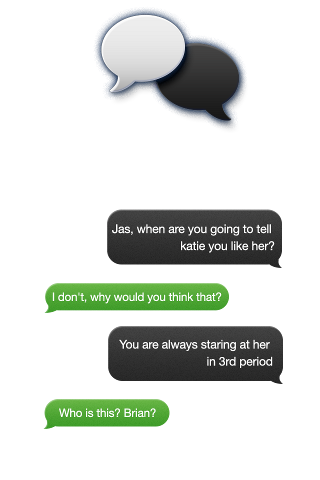 Jas, when are you going to tell
katie you like her?
I don't, why would you think that?
You are always staring at her
in 3rd period
Who is this? Brian?